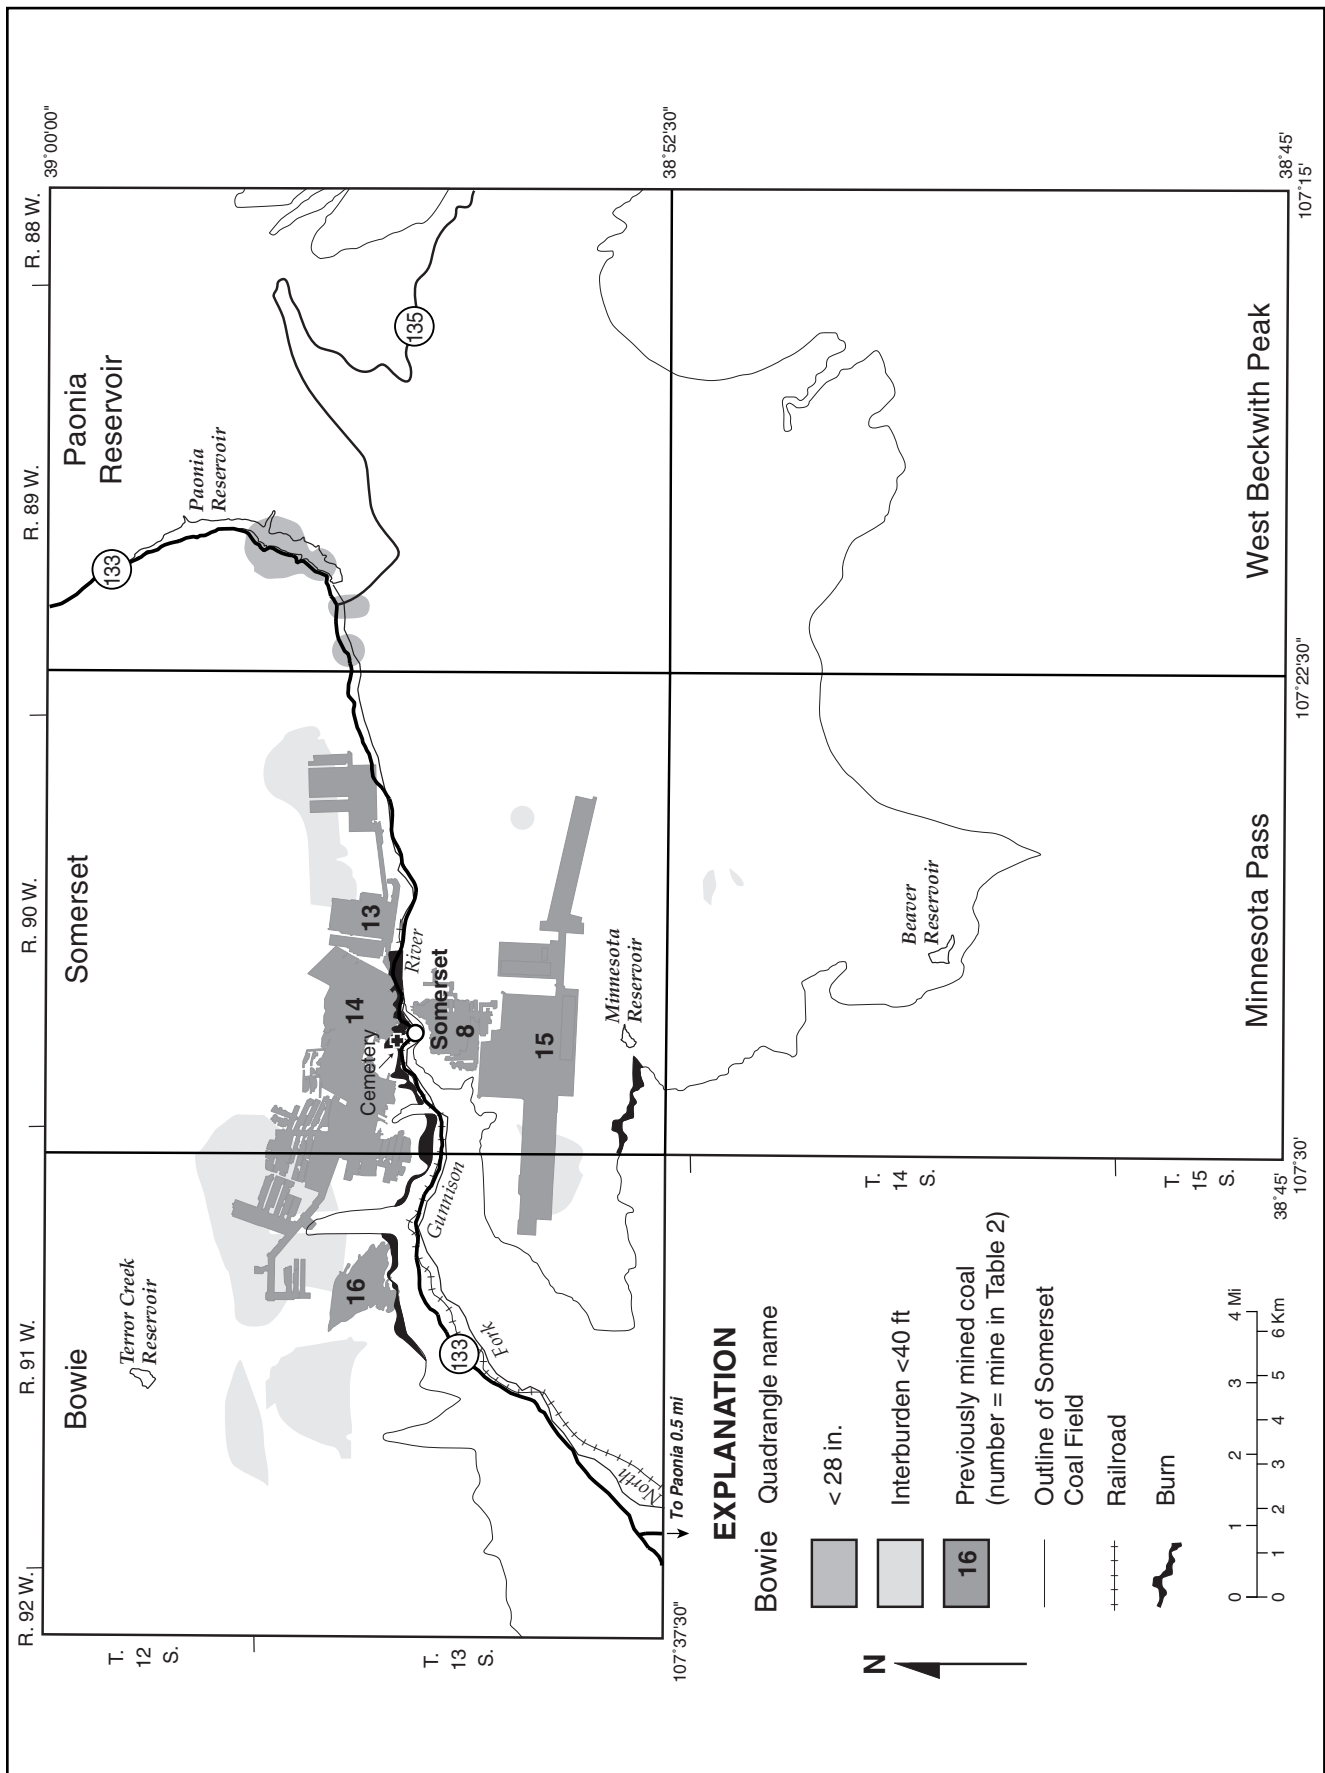 R. 92 W.
R. 91 W.
R. 90 W.
R. 89 W.
R. 88 W.
39°00'00"
T.
12
S.
T.
13
S.
Bowie
Somerset
Paonia
Reservoir
Terror Creek
Reservoir
133
Paonia
Reservoir
135
16
14
13
Cemetery
River
Somerset
8
15
133
Gunnison
Fork
North
Minnesota
Reservoir
To Paonia 0.5 mi
107°37'30"
38°52'30"
T.
14
S.
T.
15
S.
Beaver
Reservoir
Minnesota Pass
West Beckwith Peak
38°45'
107°30'
107°22'30"
38°45'
107°15'
N
EXPLANATION
Bowie Quadrangle name
< 28 in.
Interburden <40 ft
16 Previously mined coal
(number = mine in Table 2)
Outline of Somerset
Coal Field
Railroad
Burn
0 1 2 3 4 Mi
0 1 2 3 4 5 6 Km